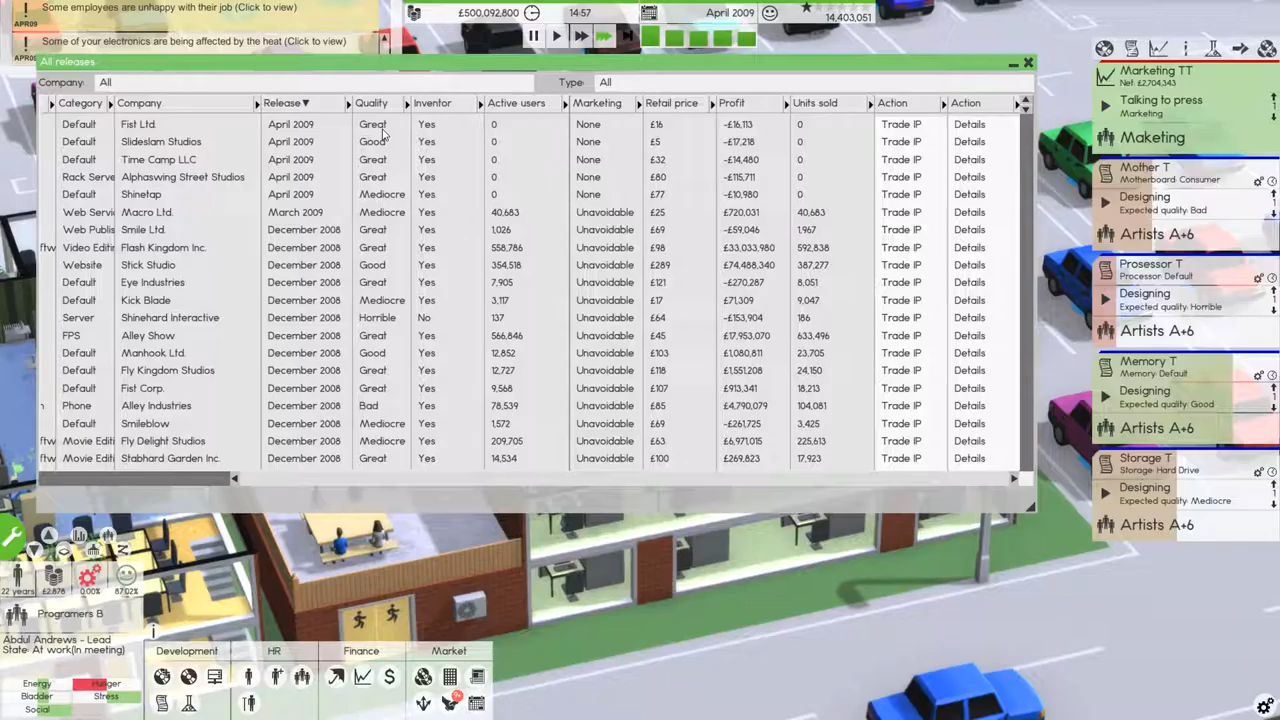 Some employees are unhappy with their job (Click to view)
APR09
Some of your electronics are being affected by the heat (Click to view)
APR09
£500,092,800 14:57 April 2009 14,403,051
All releases
Company: All Type: All
Category Company Release▼ Quality Inventor Active users Marketing Retail price Profit Units sold Action Action
Default Fist Ltd. April 2009 Great Yes 0 None £16 -£16,113 0 Trade IP Details
Default Slideslam Studios April 2009 Good Yes 0 None £5 -£17,218 0 Trade IP Details
Default Time Camp LLC April 2009 Great Yes 0 None £32 -£14,480 0 Trade IP Details
Rack Serve Alphaswing Street Studios April 2009 Great Yes 0 None £80 -£115,711 0 Trade IP Details
Default Shinetap April 2009 Mediocre Yes 0 None £77 -£10,980 0 Trade IP Details
Web Servic Macro Ltd. March 2009 Mediocre Yes 40,683 Unavoidable £25 £720,031 40,683 Trade IP Details
Web Publis Smile Ltd. December 2008 Great Yes 1,026 Unavoidable £69 -£59,046 1,967 Trade IP Details
ftw Video Editi Flash Kingdom Inc. December 2008 Great Yes 558,786 Unavoidable £98 £33,033,980 592,838 Trade IP Details
Website Stick Studio December 2008 Good Yes 354,518 Unavoidable £289 £74,488,340 387,277 Trade IP Details
Default Eye Industries December 2008 Great Yes 7,905 Unavoidable £121 -£270,287 8,051 Trade IP Details
Default Kick Blade December 2008 Mediocre Yes 3,117 Unavoidable £17 £71,309 9,047 Trade IP Details
Server Shinehard Interactive December 2008 Horrible Yes 137 Unavoidable £64 -£153,904 186 Trade IP Details
FPS Alley Show December 2008 Great Yes 566,846 Unavoidable £45 £17,953,070 633,496 Trade IP Details
Default Manhook Ltd. December 2008 Good Yes 12,852 Unavoidable £103 £1,080,811 23,705 Trade IP Details
Default Fly Kingdom Studios December 2008 Great Yes 12,727 Unavoidable £118 £1,551,208 24,150 Trade IP Details
Default Fist Corp. December 2008 Great Yes 9,568 Unavoidable £107 £913,341 18,213 Trade IP Details
Phone Alley Industries December 2008 Bad Yes 78,539 Unavoidable £85 £4,790,079 104,081 Trade IP Details
Default Smileblow December 2008 Mediocre Yes 1,572 Unavoidable £69 -£261,725 3,425 Trade IP Details
ftw Movie Editi Fly Delight Studios December 2008 Mediocre Yes 209,705 Unavoidable £63 £6,971,015 225,613 Trade IP Details
ftw Movie Editi Stabhard Garden Inc. December 2008 Great Yes 14,534 Unavoidable £100 £269,823 17,923 Trade IP Details
Marketing TT
Net: £2,704,343
Talking to press
Marketing
Maketing
Mother T
Motherboard: Consumer
Designing
Expected quality: Bad
Artists A+6
Prosessor T
Processor: Default
Designing
Expected quality: Horrible
Artists A+6
Memory T
Memory: Default
Designing
Expected quality: Good
Artists A+6
Storage T
Storage: Hard Drive
Designing
Expected quality: Mediocre
Artists A+6
22 years £2,878 0.00% 87.02%
Programers B
Abdul Andrews - Lead
State: At work(In meeting)
Energy Hunger
Bladder Stress
Social
Development HR Finance Market
9+